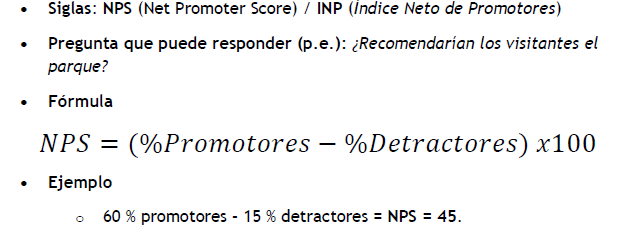 • Siglas: NPS (Net Promoter Score) / INP (Índice Neto de Promotores)
• Pregunta que puede responder (p.e.): ¿Recomendarían los visitantes el
parque?
• Fórmula
NPS = (%Promotores − %Detractores) x100
• Ejemplo
o 60 % promotores - 15 % detractores = NPS = 45.